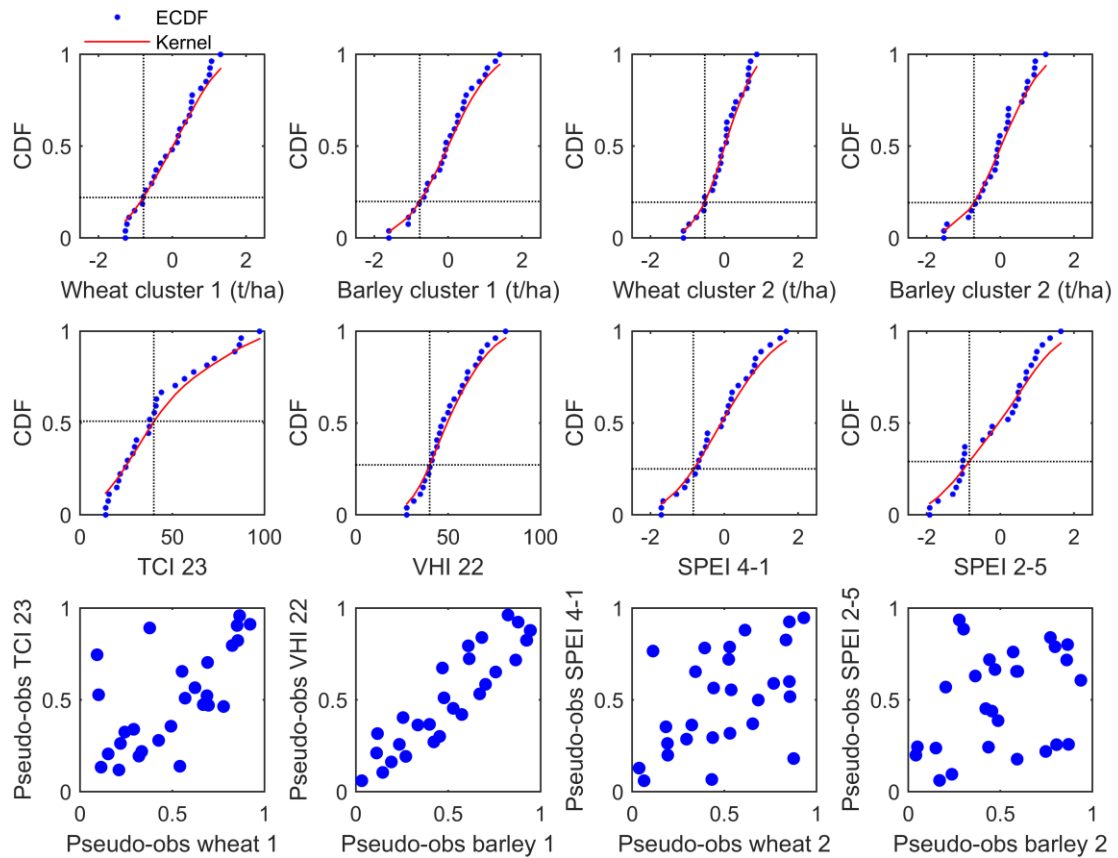 ECDF
Kernel
CDF CDF CDF CDF
1 1 1 1
0.5 0.5 0.5 0.5
0 0 0 0
-2 0 2 -2 0 2 -2 0 2 -2 0 2
Wheat cluster 1 (t/ha) Barley cluster 1 (t/ha) Wheat cluster 2 (t/ha) Barley cluster 2 (t/ha)
CDF CDF CDF CDF
1 1 1 1
0.5 0.5 0.5 0.5
0 0 0 0
0 50 100 0 50 100 -2 0 2 -2 0 2
TCI 23 VHI 22 SPEI 4-1 SPEI 2-5
Pseudo-obs TCI 23 Pseudo-obs VHI 22 Pseudo-obs SPEI 4-1 Pseudo-obs SPEI 2-5
1 1 1 1
0.5 0.5 0.5 0.5
0 0 0 0
0 0.5 1 0 0.5 1 0 0.5 1 0 0.5 1
Pseudo-obs wheat 1 Pseudo-obs barley 1 Pseudo-obs wheat 2 Pseudo-obs barley 2